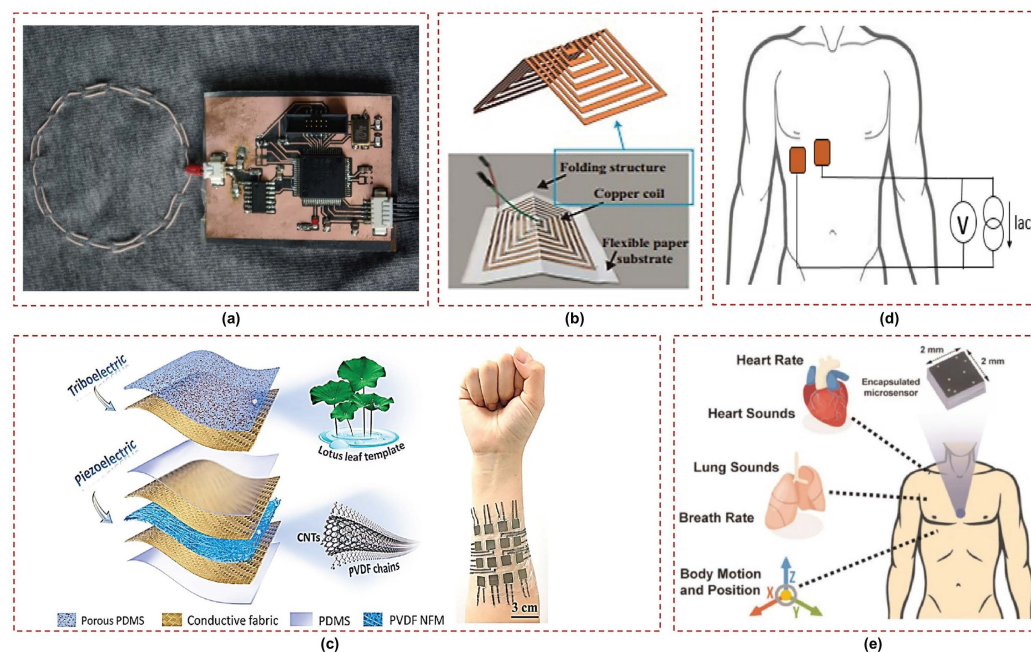 (a)
Folding structure
Copper coil
Flexible paper
substrate
(b)
V
Iac
(d)
Triboelectric
Piezoelectric
Lotus leaf template
CNTs
PVDF chains
3 cm
Porous PDMS
Conductive fabric
PDMS
PVDF NFM
(c)
Heart Rate
Heart Sounds
Lung Sounds
Breath Rate
Body Motion
and Position
X
Y
Z
2 mm
2 mm
Encapsulated
microsensor
(e)